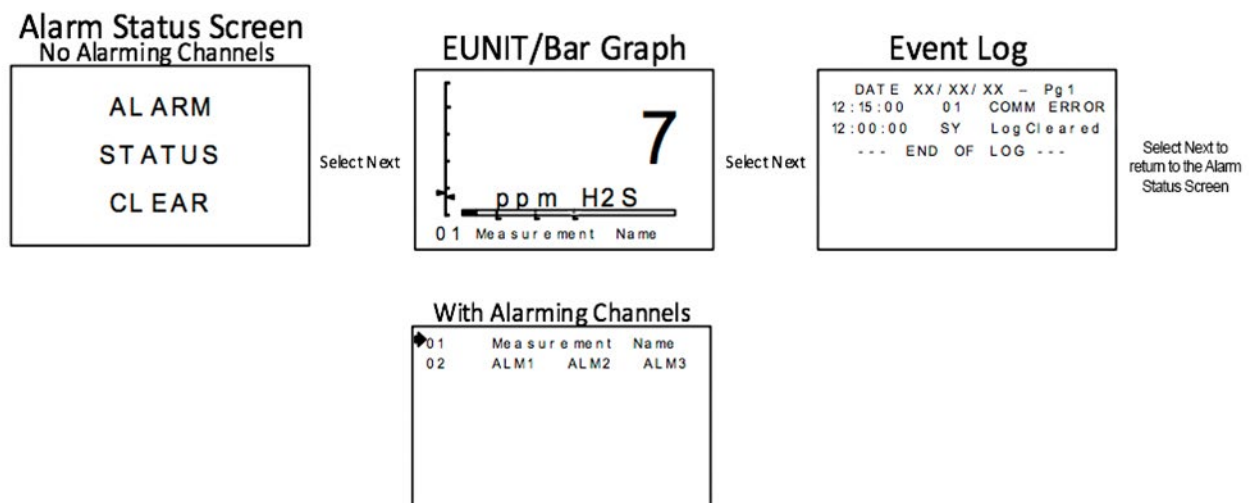 Alarm Status Screen
No Alarming Channels
ALARM
STATUS
CLEAR
Select Next
EUNIT/Bar Graph
7
ppm H2S
01 Measurement Name
Select Next
Event Log
DATE XX/XX/XX – Pg1
12:15:00 01 COMM ERROR
12:00:00 SY LogCleared
--- END OF LOG ---
Select Next to
return to the Alarm
Status Screen
With Alarming Channels
01 Measurement Name
02 ALM1 ALM2 ALM3